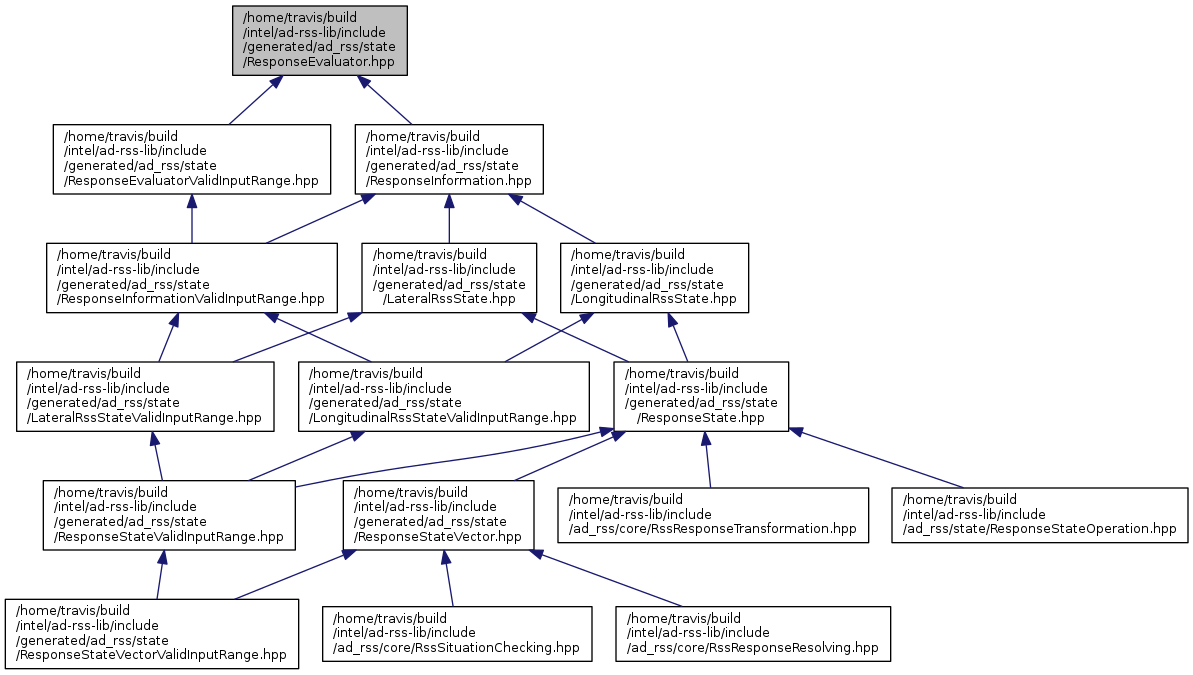 /home/travis/build
/intel/ad-rss-lib/include
/generated/ad_rss/state
/ResponseEvaluator.hpp
/home/travis/build
/intel/ad-rss-lib/include
/generated/ad_rss/state
/ResponseEvaluatorValidInputRange.hpp
/home/travis/build
/intel/ad-rss-lib/include
/generated/ad_rss/state
/ResponseInformation.hpp
/home/travis/build
/intel/ad-rss-lib/include
/generated/ad_rss/state
/ResponseInformationValidInputRange.hpp
/home/travis/build
/intel/ad-rss-lib/include
/generated/ad_rss/state
/LateralRssState.hpp
/home/travis/build
/intel/ad-rss-lib/include
/generated/ad_rss/state
/LongitudinalRssState.hpp
/home/travis/build
/intel/ad-rss-lib/include
/generated/ad_rss/state
/LateralRssStateValidInputRange.hpp
/home/travis/build
/intel/ad-rss-lib/include
/generated/ad_rss/state
/LongitudinalRssStateValidInputRange.hpp
/home/travis/build
/intel/ad-rss-lib/include
/generated/ad_rss/state
/ResponseState.hpp
/home/travis/build
/intel/ad-rss-lib/include
/generated/ad_rss/state
/ResponseStateValidInputRange.hpp
/home/travis/build
/intel/ad-rss-lib/include
/generated/ad_rss/state
/ResponseStateVector.hpp
/home/travis/build
/intel/ad-rss-lib/include
/ad_rss/core/RssResponseTransformation.hpp
/home/travis/build
/intel/ad-rss-lib/include
/ad_rss/state/ResponseStateOperation.hpp
/home/travis/build
/intel/ad-rss-lib/include
/generated/ad_rss/state
/ResponseStateVectorValidInputRange.hpp
/home/travis/build
/intel/ad-rss-lib/include
/ad_rss/core/RssSituationChecking.hpp
/home/travis/build
/intel/ad-rss-lib/include
/ad_rss/core/RssResponseResolving.hpp